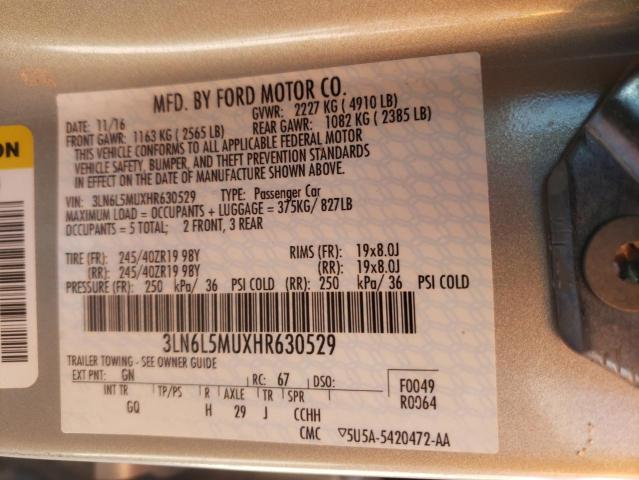 MFD. BY FORD MOTOR CO.
DATE: 11/16 GVWR: 2227 KG ( 4910 LB)
FRONT GAWR: 1163 KG ( 2565 LB) REAR GAWR: 1082 KG ( 2385 LB)
THIS VEHICLE CONFORMS TO ALL APPLICABLE FEDERAL MOTOR
VEHICLE SAFETY, BUMPER, AND THEFT PREVENTION STANDARDS
IN EFFECT ON THE DATE OF MANUFACTURE SHOWN ABOVE.
VIN: 3LN6L5MUXHR630529 TYPE: Passenger Car
MAXIMUM LOAD = OCCUPANTS + LUGGAGE = 375KG/ 827LB
OCCUPANTS = 5 TOTAL; 2 FRONT, 3 REAR
TIRE (FR): 245/40ZR19 98Y RIMS (FR): 19x8.0J
(RR): 245/40ZR19 98Y (RR): 19x8.0J
PRESSURE (FR): 250 kPa/ 36 PSI COLD (RR): 250 kPa/ 36 PSI COLD
3LN6L5MUXHR630529
TRAILER TOWING - SEE OWNER GUIDE
EXT PNT: GN RC: 67 DSO: F0049
INT TR TP/PS R AXLE TR SPR R0064
GQ H 29 J CCHH
CMC ▽5U5A-5420472-AA
ON